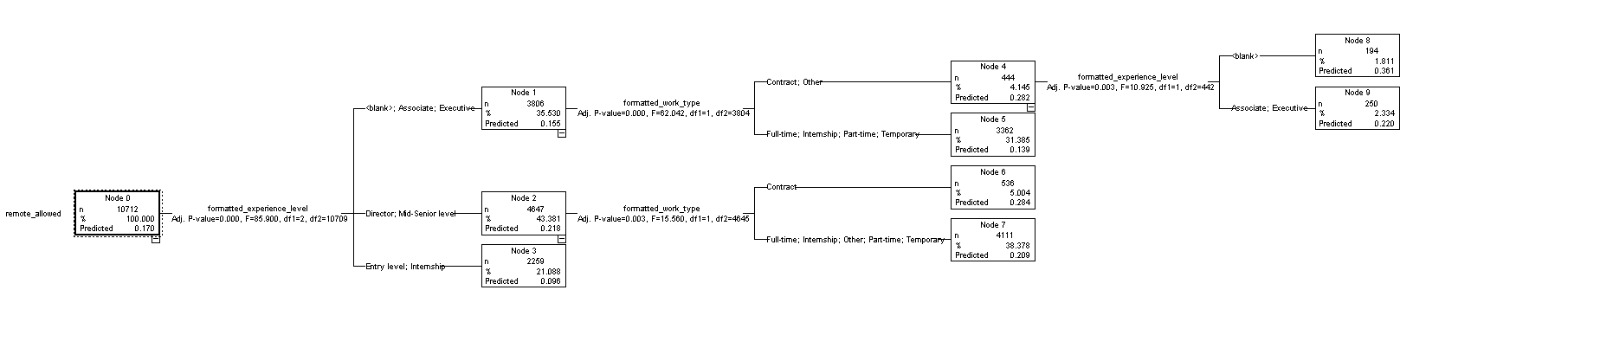 remote_allowed
Node 0
n 10712
% 100.000
Predicted 0.170
formatted_experience_level
Adj. P-value=0.000, F=85.900, df1=2, df2=10709
<blank>; Associate; Executive
Node 1
n 3806
% 35.530
Predicted 0.155
formatted_work_type
Adj. P-value=0.000, F=62.042, df1=1, df2=3804
Contract; Other
Node 4
n 444
% 4.145
Predicted 0.282
formatted_experience_level
Adj. P-value=0.003, F=10.925, df1=1, df2=442
<blank>
Node 8
n 194
% 1.811
Predicted 0.361
Associate; Executive
Node 9
n 250
% 2.334
Predicted 0.220
Full-time; Internship; Part-time; Temporary
Node 5
n 3362
% 31.385
Predicted 0.139
Director; Mid-Senior level
Node 2
n 4647
% 43.381
Predicted 0.218
formatted_work_type
Adj. P-value=0.003, F=15.560, df1=1, df2=4645
Contract
Node 6
n 536
% 5.004
Predicted 0.284
Full-time; Internship; Other; Part-time; Temporary
Node 7
n 4111
% 38.378
Predicted 0.209
Entry level; Internship
Node 3
n 2259
% 21.088
Predicted 0.096